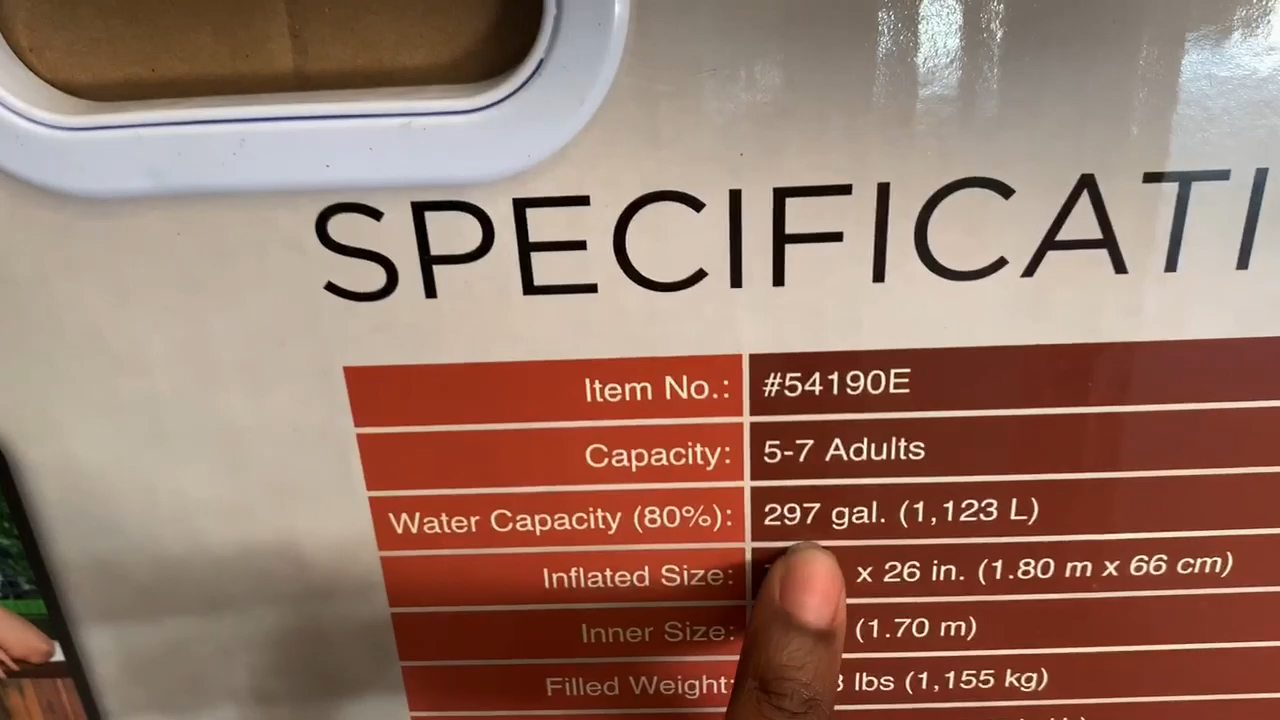 SPECIFICATI
Item No.: #54190E
Capacity: 5-7 Adults
Water Capacity (80%): 297 gal. (1,123 L)
Inflated Size: x 26 in. (1.80 m x 66 cm)
Inner Size: (1.70 m)
Filled Weight: lbs (1,155 kg)